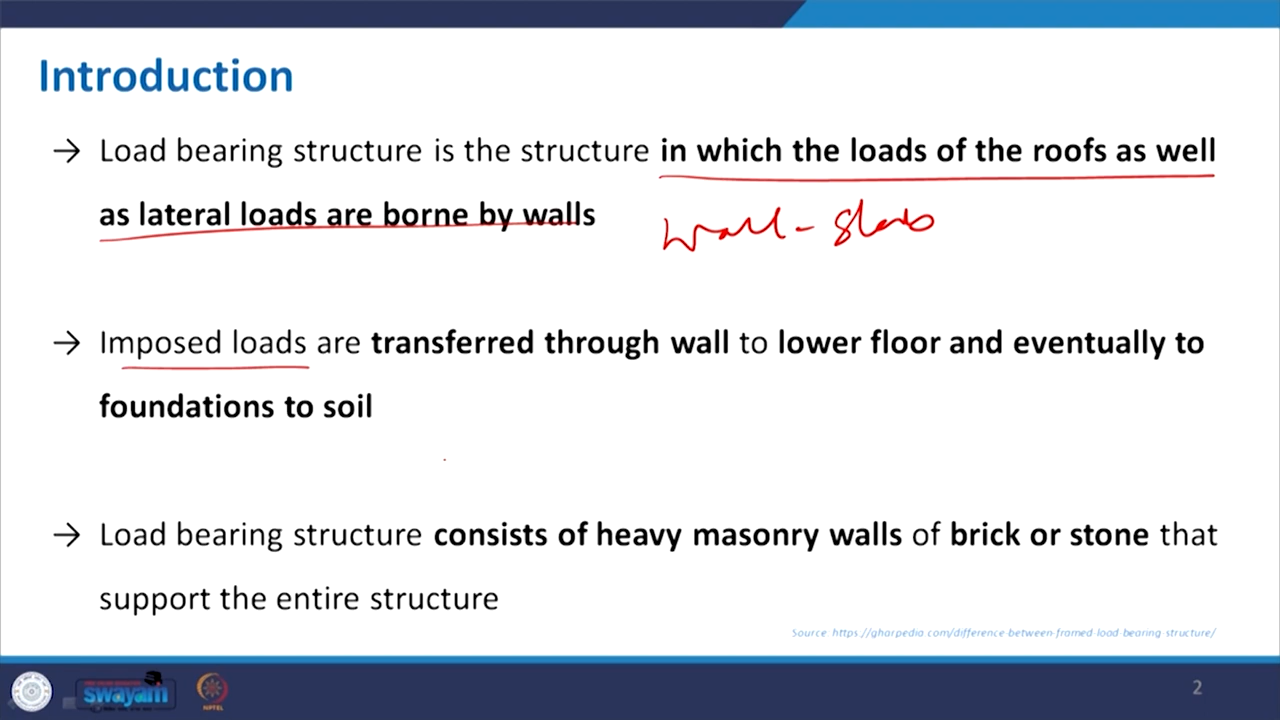 Introduction
→ Load bearing structure is the structure in which the loads of the roofs as well
as lateral loads are borne by walls
wall - slab
→ Imposed loads are transferred through wall to lower floor and eventually to
foundations to soil
→ Load bearing structure consists of heavy masonry walls of brick or stone that
support the entire structure
Source: https://gharpedia.com/difference-between-framed-load-bearing-structure/
swayam
NPTEL
2